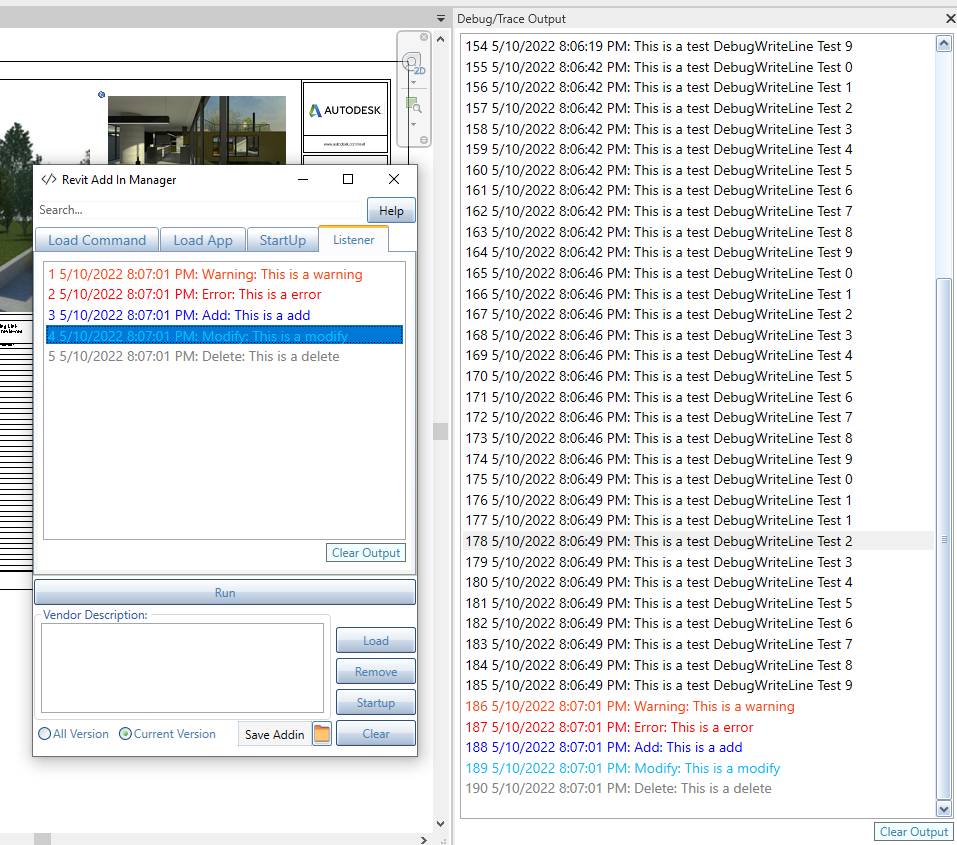 Debug/Trace Output
2D
AUTODESK
www.autodesk.com/revit
Revit Add In Manager
Search...
Help
Load Command
Load App
StartUp
Listener
1 5/10/2022 8:07:01 PM: Warning: This is a warning
2 5/10/2022 8:07:01 PM: Error: This is a error
3 5/10/2022 8:07:01 PM: Add: This is a add
4 5/10/2022 8:07:01 PM: Modify: This is a modify
5 5/10/2022 8:07:01 PM: Delete: This is a delete
Clear Output
Run
Vendor Description:
Load
Remove
Startup
Clear
All Version
Current Version
Save Addin
154 5/10/2022 8:06:19 PM: This is a test DebugWriteLine Test 9
155 5/10/2022 8:06:42 PM: This is a test DebugWriteLine Test 0
156 5/10/2022 8:06:42 PM: This is a test DebugWriteLine Test 1
157 5/10/2022 8:06:42 PM: This is a test DebugWriteLine Test 2
158 5/10/2022 8:06:42 PM: This is a test DebugWriteLine Test 3
159 5/10/2022 8:06:42 PM: This is a test DebugWriteLine Test 4
160 5/10/2022 8:06:42 PM: This is a test DebugWriteLine Test 5
161 5/10/2022 8:06:42 PM: This is a test DebugWriteLine Test 6
162 5/10/2022 8:06:42 PM: This is a test DebugWriteLine Test 7
163 5/10/2022 8:06:42 PM: This is a test DebugWriteLine Test 8
164 5/10/2022 8:06:42 PM: This is a test DebugWriteLine Test 9
165 5/10/2022 8:06:46 PM: This is a test DebugWriteLine Test 0
166 5/10/2022 8:06:46 PM: This is a test DebugWriteLine Test 1
167 5/10/2022 8:06:46 PM: This is a test DebugWriteLine Test 2
168 5/10/2022 8:06:46 PM: This is a test DebugWriteLine Test 3
169 5/10/2022 8:06:46 PM: This is a test DebugWriteLine Test 4
170 5/10/2022 8:06:46 PM: This is a test DebugWriteLine Test 5
171 5/10/2022 8:06:46 PM: This is a test DebugWriteLine Test 6
172 5/10/2022 8:06:46 PM: This is a test DebugWriteLine Test 7
173 5/10/2022 8:06:46 PM: This is a test DebugWriteLine Test 8
174 5/10/2022 8:06:46 PM: This is a test DebugWriteLine Test 9
175 5/10/2022 8:06:49 PM: This is a test DebugWriteLine Test 0
176 5/10/2022 8:06:49 PM: This is a test DebugWriteLine Test 1
177 5/10/2022 8:06:49 PM: This is a test DebugWriteLine Test 1
178 5/10/2022 8:06:49 PM: This is a test DebugWriteLine Test 2
179 5/10/2022 8:06:49 PM: This is a test DebugWriteLine Test 3
180 5/10/2022 8:06:49 PM: This is a test DebugWriteLine Test 4
181 5/10/2022 8:06:49 PM: This is a test DebugWriteLine Test 5
182 5/10/2022 8:06:49 PM: This is a test DebugWriteLine Test 6
183 5/10/2022 8:06:49 PM: This is a test DebugWriteLine Test 7
184 5/10/2022 8:06:49 PM: This is a test DebugWriteLine Test 8
185 5/10/2022 8:06:49 PM: This is a test DebugWriteLine Test 9
186 5/10/2022 8:07:01 PM: Warning: This is a warning
187 5/10/2022 8:07:01 PM: Error: This is a error
188 5/10/2022 8:07:01 PM: Add: This is a add
189 5/10/2022 8:07:01 PM: Modify: This is a modify
190 5/10/2022 8:07:01 PM: Delete: This is a delete
Clear Output